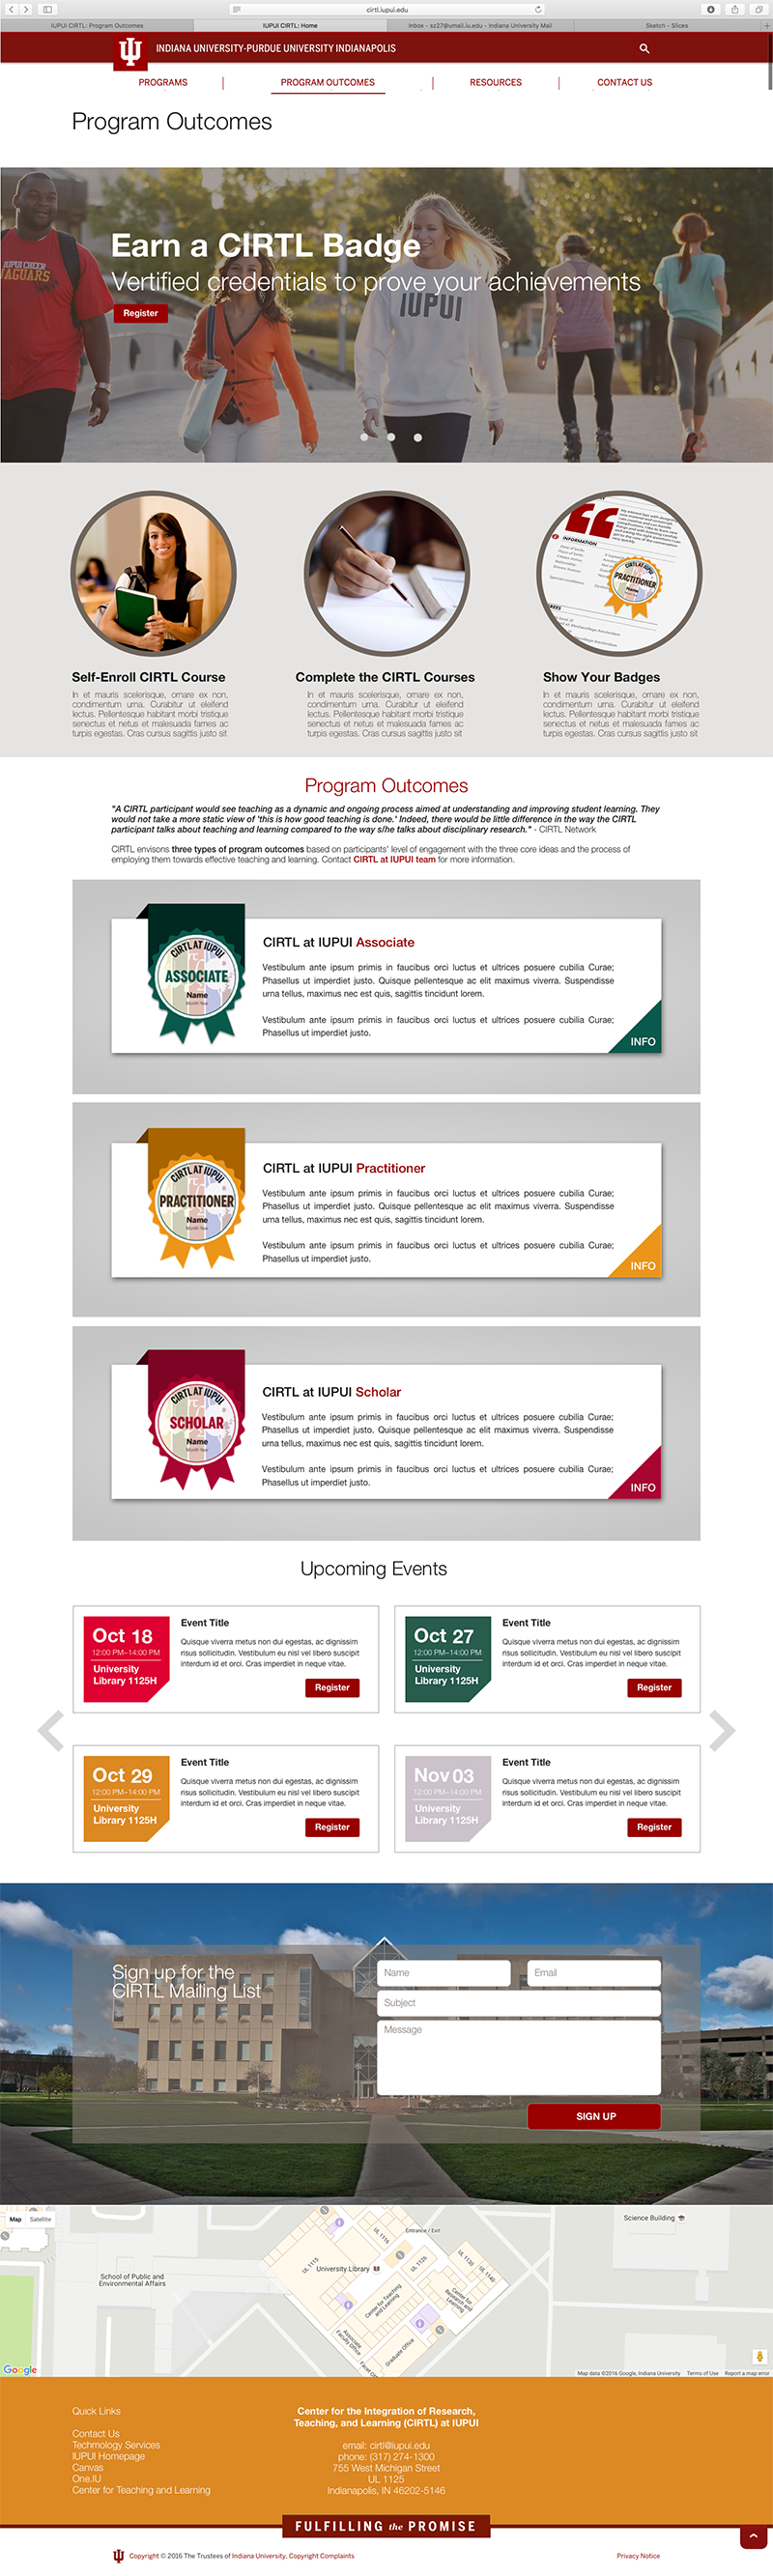 cirtl.iupui.edu
IUPUI CIRTL: Program Outcomes
IUPUI CIRTL: Home
Inbox - sz27@umail.iu.edu - Indiana University Mail
Sketch - Slices
INDIANA UNIVERSITY-PURDUE UNIVERSITY INDIANAPOLIS
PROGRAMS
PROGRAM OUTCOMES
RESOURCES
CONTACT US
Program Outcomes
IUPUI CHEER
JAGUARS
IUPUI
Earn a CIRTL Badge
Vertified credentials to prove your achievements
Register
INFORMATION
CIRTL AT IUPUI
PRACTITIONER
Name
Self-Enroll CIRTL Course
In et mauris scelerisque, ornare ex non,
condimentum urna. Curabitur ut eleifend
lectus. Pellentesque habitant morbi tristique
senectus et netus et malesuada fames ac
turpis egestas. Cras cursus sagittis justo sit
Complete the CIRTL Courses
In et mauris scelerisque, ornare ex non,
condimentum urna. Curabitur ut eleifend
lectus. Pellentesque habitant morbi tristique
senectus et netus et malesuada fames ac
turpis egestas. Cras cursus sagittis justo sit
Show Your Badges
In et mauris scelerisque, ornare ex non,
condimentum urna. Curabitur ut eleifend
lectus. Pellentesque habitant morbi tristique
senectus et netus et malesuada fames ac
turpis egestas. Cras cursus sagittis justo sit
Program Outcomes
"A CIRTL participant would see teaching as a dynamic and ongoing process aimed at understanding and improving student learning. They
would not take a more static view of 'this is how good teaching is done.' Indeed, there would be little difference in the way the CIRTL
participant talks about teaching and learning compared to the way s/he talks about disciplinary research." - CIRTL Network
CIRTL envisons three types of program outcomes based on participants' level of engagement with the three core ideas and the process of
employing them towards effective teaching and learning. Contact CIRTL at IUPUI team for more information.
CIRTL AT IUPUI
ASSOCIATE
Name
Month Year
CIRTL at IUPUI Associate
Vestibulum ante ipsum primis in faucibus orci luctus et ultrices posuere cubilia Curae;
Phasellus ut imperdiet justo. Quisque pellentesque ac elit maximus viverra. Suspendisse
urna tellus, maximus nec est quis, sagittis tincidunt lorem.
Vestibulum ante ipsum primis in faucibus orci luctus et ultrices posuere cubilia Curae;
Phasellus ut imperdiet justo.
INFO
CIRTL AT IUPUI
PRACTITIONER
Name
Month Year
CIRTL at IUPUI Practitioner
Vestibulum ante ipsum primis in faucibus orci luctus et ultrices posuere cubilia Curae;
Phasellus ut imperdiet justo. Quisque pellentesque ac elit maximus viverra. Suspendisse
urna tellus, maximus nec est quis, sagittis tincidunt lorem.
Vestibulum ante ipsum primis in faucibus orci luctus et ultrices posuere cubilia Curae;
Phasellus ut imperdiet justo.
INFO
CIRTL AT IUPUI
SCHOLAR
Name
Month Year
CIRTL at IUPUI Scholar
Vestibulum ante ipsum primis in faucibus orci luctus et ultrices posuere cubilia Curae;
Phasellus ut imperdiet justo. Quisque pellentesque ac elit maximus viverra. Suspendisse
urna tellus, maximus nec est quis, sagittis tincidunt lorem.
Vestibulum ante ipsum primis in faucibus orci luctus et ultrices posuere cubilia Curae;
Phasellus ut imperdiet justo.
INFO
Upcoming Events
Oct 18
12:00 PM-14:00 PM
University
Library 1125H
Event Title
Quisque viverra metus non dui egestas, ac dignissim
risus sollicitudin. Vestibulum eu nisl vel libero suscipit
interdum id et orci. Cras imperdiet in neque vitae.
Register
Oct 27
12:00 PM-14:00 PM
University
Library 1125H
Event Title
Quisque viverra metus non dui egestas, ac dignissim
risus sollicitudin. Vestibulum eu nisl vel libero suscipit
interdum id et orci. Cras imperdiet in neque vitae.
Register
Oct 29
12:00 PM-14:00 PM
University
Library 1125H
Event Title
Quisque viverra metus non dui egestas, ac dignissim
risus sollicitudin. Vestibulum eu nisl vel libero suscipit
interdum id et orci. Cras imperdiet in neque vitae.
Register
Nov 03
12:00 PM-14:00 PM
University
Library 1125H
Event Title
Quisque viverra metus non dui egestas, ac dignissim
risus sollicitudin. Vestibulum eu nisl vel libero suscipit
interdum id et orci. Cras imperdiet in neque vitae.
Register
Sign up for the
CIRTL Mailing List
Name
Email
Subject
Message
SIGN UP
Map
Satellite
Science Building
Entrance / Exit
UL 1116
UL 1115
UL 1126
UL 1130
UL 1140
University Library
School of Public and
Environmental Affairs
Center for Teaching
and Learning
Center for
Research and
Learning
Associate
Faculty Office
Graduate Office
Google
Map data ©2016 Google, Indiana University
Terms of Use
Report a map error
Quick Links
Contact Us
Techmology Services
IUPUI Homepage
Canvas
One.IU
Center for Teaching and Learning
Center for the Integration of Research,
Teaching, and Learning (CIRTL) at IUPUI
email: cirtl@iupui.edu
phone: (317) 274-1300
755 West Michigan Street
UL 1125
Indianapolis, IN 46202-5146
FULFILLING the PROMISE
Copyright © 2016 The Trustees of Indiana University, Copyright Complaints
Privacy Notice